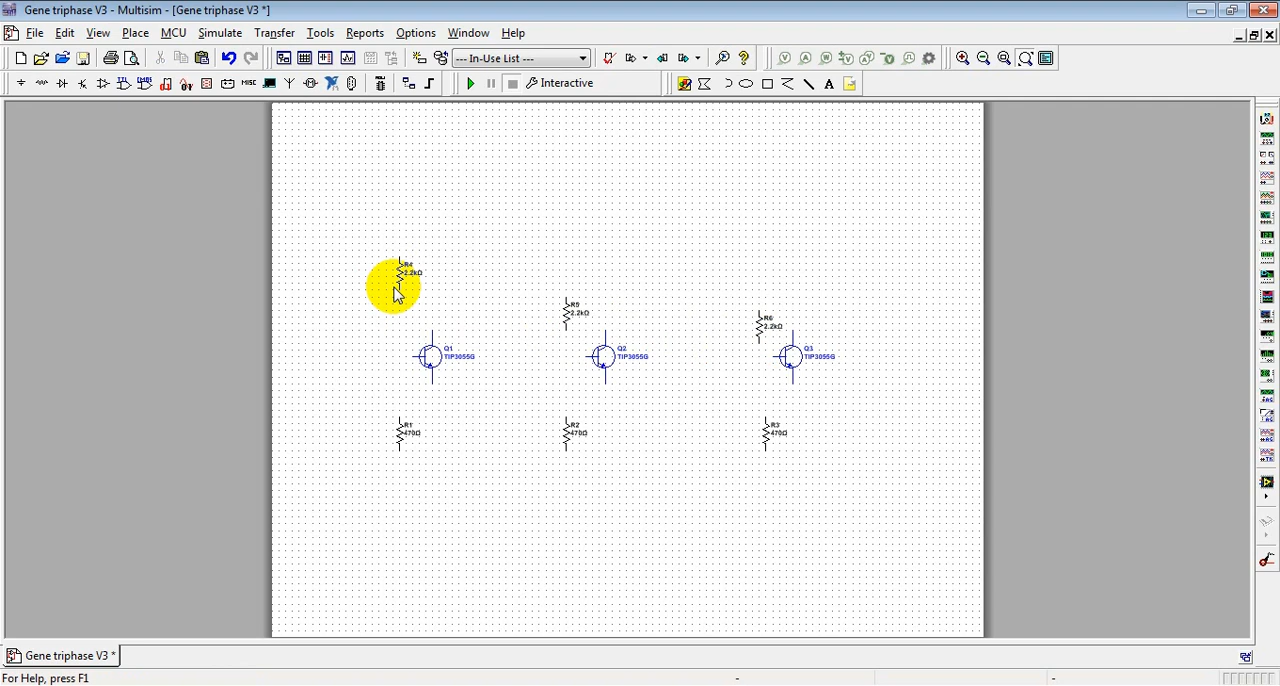 Gene triphase V3 - Multisim - [Gene triphase V3 *]
File Edit View Place MCU Simulate Transfer Tools Reports Options Window Help
--- In-Use List ---
MISC
Interactive
A
R4
2.2kΩ
R5
2.2kΩ
R6
2.2kΩ
Q1
TIP3055G
Q2
TIP3055G
Q3
TIP3055G
R1
470Ω
R2
470Ω
R3
470Ω
Gene triphase V3 *
For Help, press F1
- -